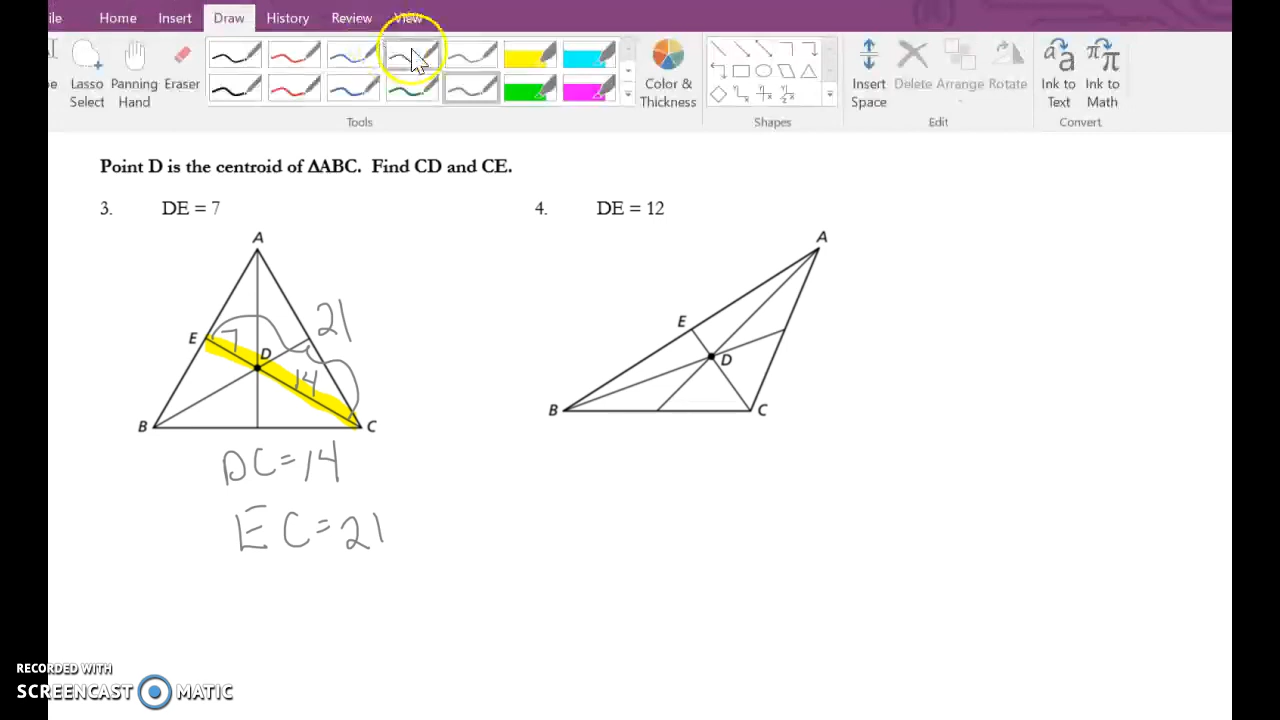 ile Home Insert Draw History Review View
Lasso Select
Panning Hand
Eraser
Color & Thickness
Insert Space
Delete Arrange Rotate
Ink to Text
Ink to Math
Tools Shapes Edit Convert
Point D is the centroid of ΔABC. Find CD and CE.
3. DE = 7
A
E
7
21
D
14
B
C
DC=14
EC=21
4. DE = 12
A
E
D
B
C
RECORDED WITH
SCREENCAST MATIC